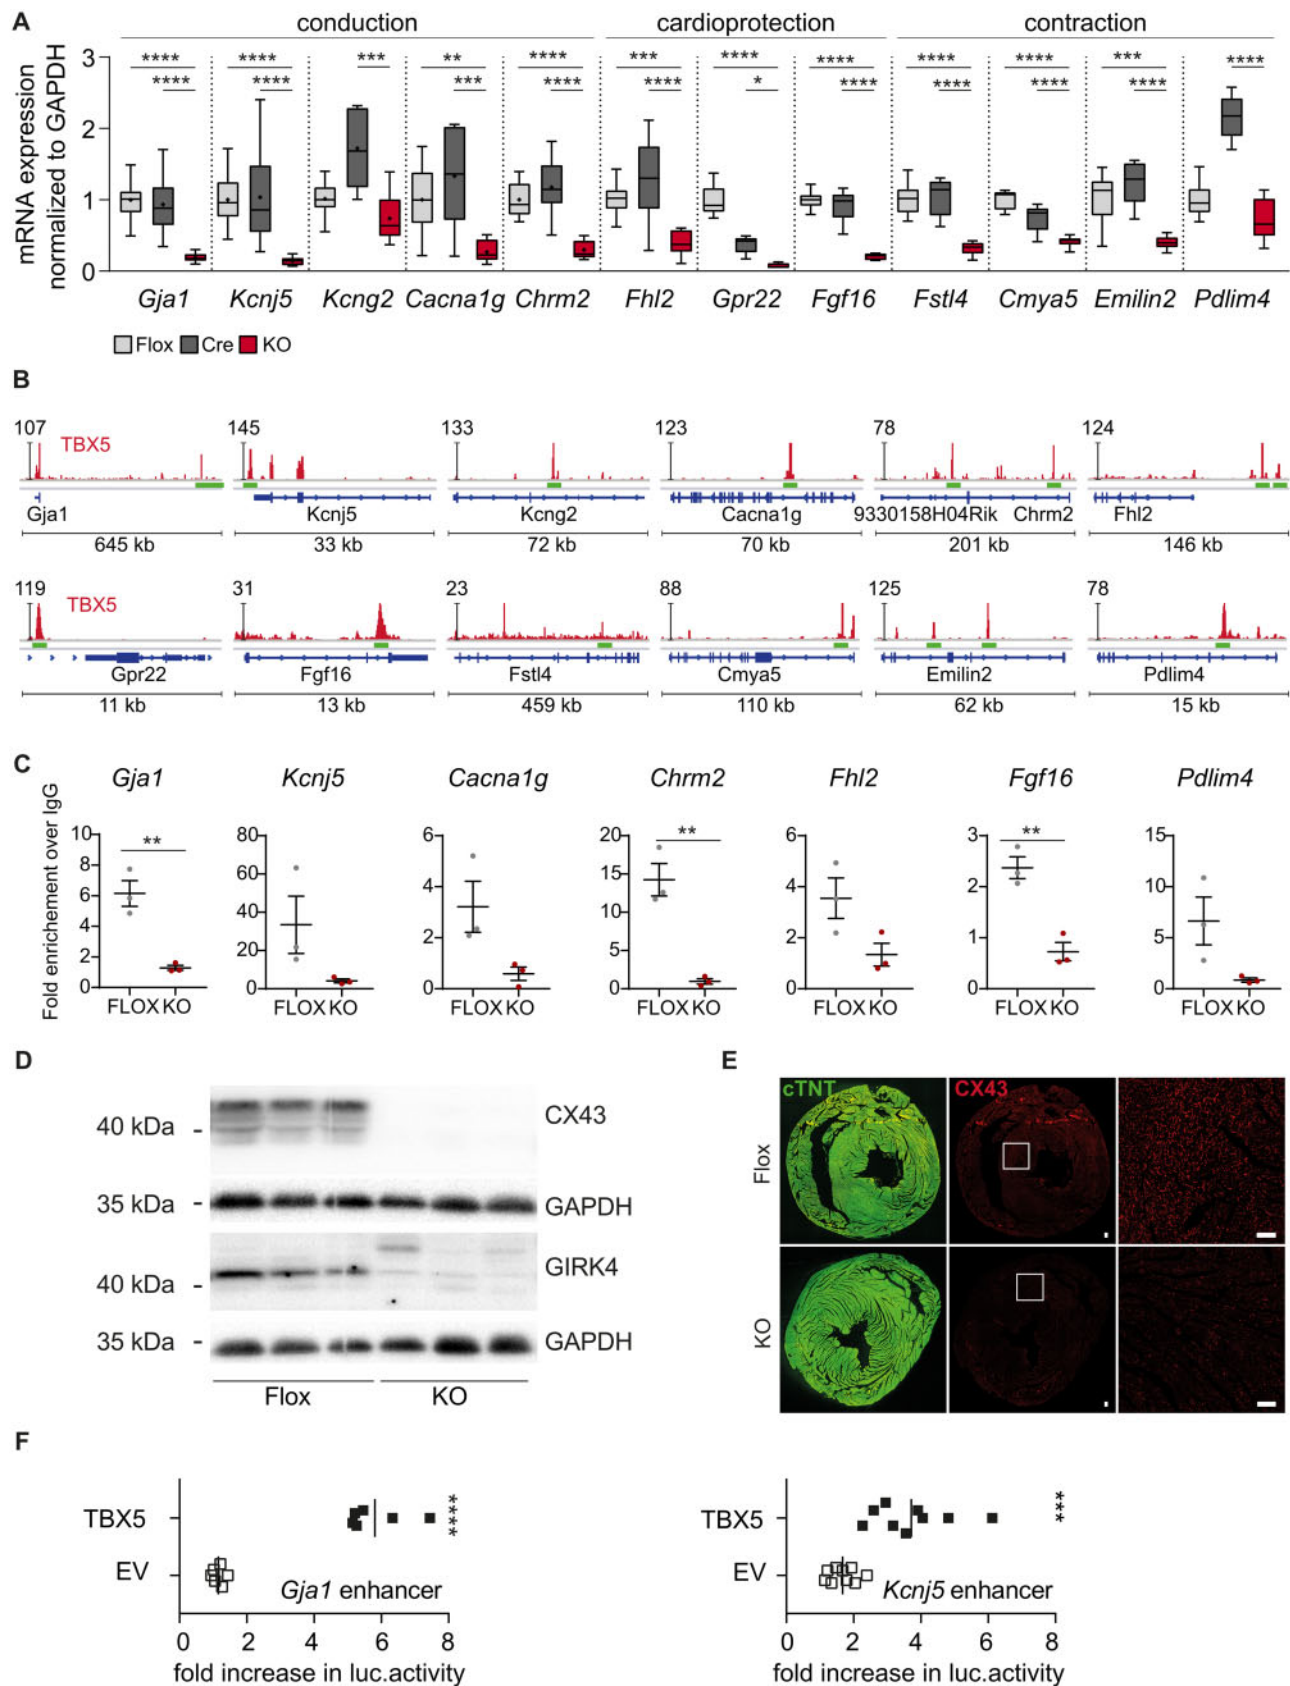 A
conduction cardioprotection contraction
mRNA expression
normalized to GAPDH
3
2
1
0
**** **** *** ** **** *** **** **** **** **** *** ****
**** **** *** **** **** * **** **** **** ****
Gja1 Kcnj5 Kcng2 Cacna1g Chrm2 Fhl2 Gpr22 Fgf16 Fstl4 Cmya5 Emilin2 Pdlim4
Flox Cre KO
B
107 145 133 123 78 124
TBX5
Gja1 Kcnj5 Kcng2 Cacna1g 9330158H04Rik Chrm2 Fhl2
645 kb 33 kb 72 kb 70 kb 201 kb 146 kb
119 31 23 88 125 78
TBX5
Gpr22 Fgf16 Fstl4 Cmya5 Emilin2 Pdlim4
11 kb 13 kb 459 kb 110 kb 62 kb 15 kb
C
Gja1 Kcnj5 Cacna1g Chrm2 Fhl2 Fgf16 Pdlim4
Fold enrichement over IgG
10 8 6 4 2 0
80 60 40 20 0
6 4 2 0
20 15 10 5 0
6 4 2 0
3 2 1 0
15 10 5 0
** ** **
FLOX KO FLOX KO FLOX KO FLOX KO FLOX KO FLOX KO FLOX KO
D
40 kDa - CX43
35 kDa - GAPDH
40 kDa - GIRK4
35 kDa - GAPDH
Flox KO
E
cTNT CX43
Flox
KO
F
TBX5 ****
EV
Gja1 enhancer
0 2 4 6 8
fold increase in luc.activity
TBX5 ***
EV
Kcnj5 enhancer
0 2 4 6 8
fold increase in luc.activity